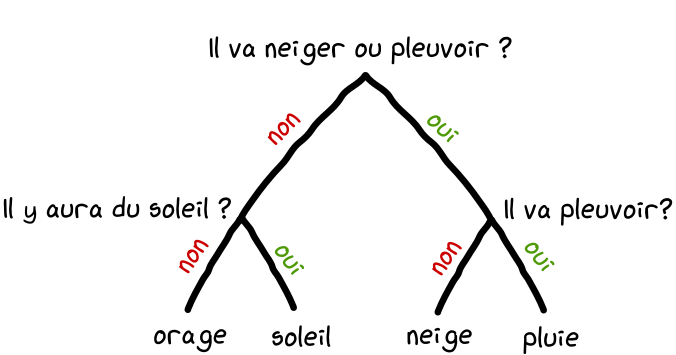 Il va neiger ou pleuvoir ?
non
oui
Il y aura du soleil ?
Il va pleuvoir?
non
oui
non
oui
orage
soleil
neige
pluie